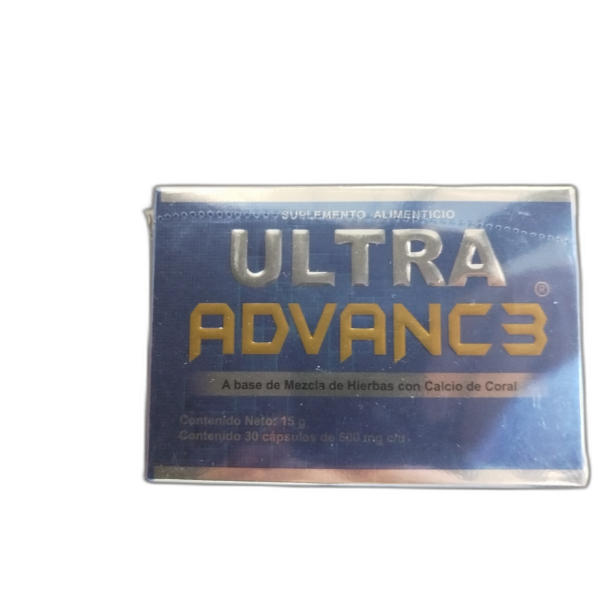 SUPLEMENTO ALIMENTICIO
ULTRA
ADVANC3
®
A base de Mezcla de Hierbas con Calcio de Coral
Contenido Neto: 15 g
Contenido 30 cápsulas de 500 mg c/u